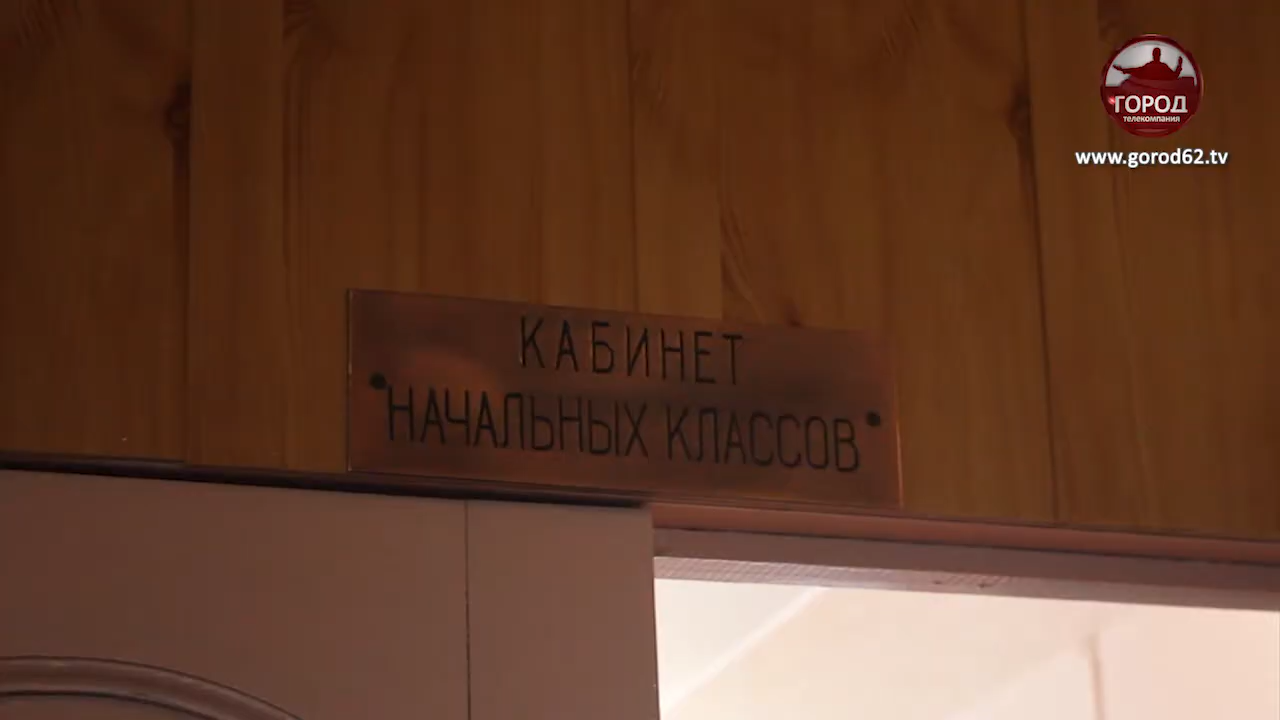 ГОРОД
телекомпания
www.gorod62.tv
КАБИНЕТ
НАЧАЛЬНЫХ КЛАССОВ